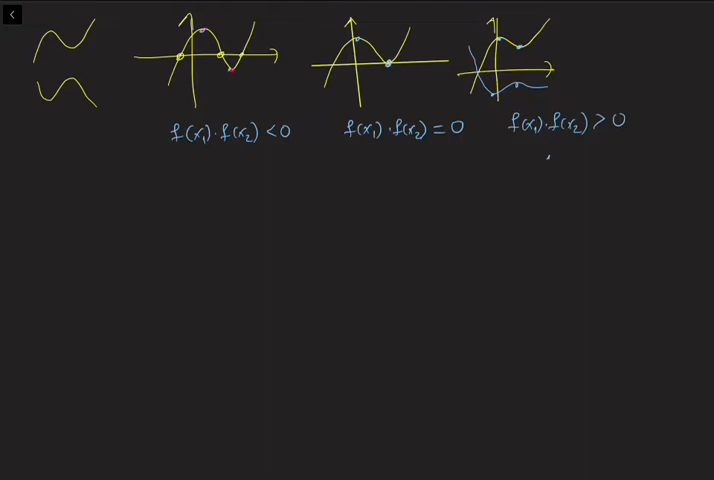 f(x₁)·f(x₂) < 0
f(x₁)·f(x₂) = 0
f(x₁)·f(x₂) > 0